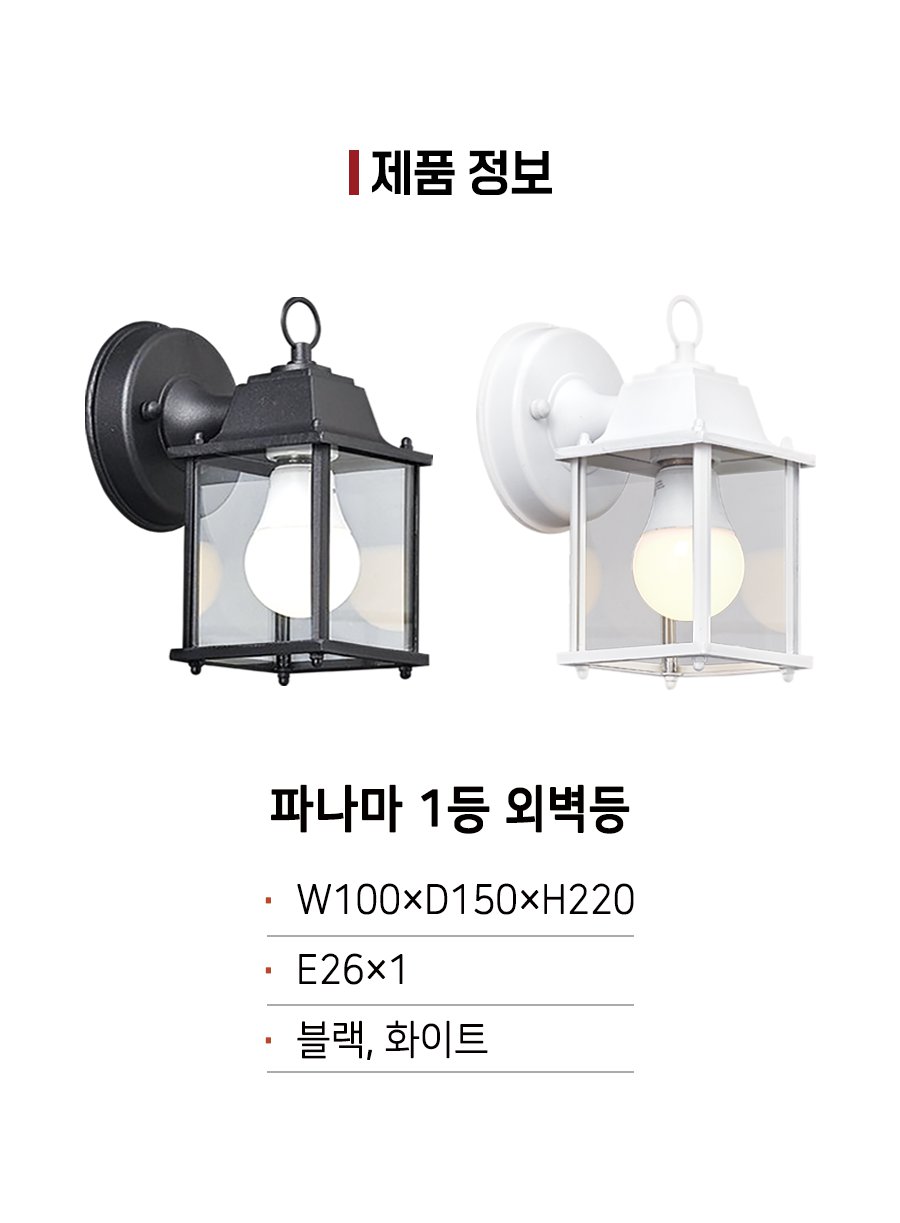 제품 정보
파나마 1등 외벽등
· W100×D150×H220
· E26×1
· 블랙, 화이트